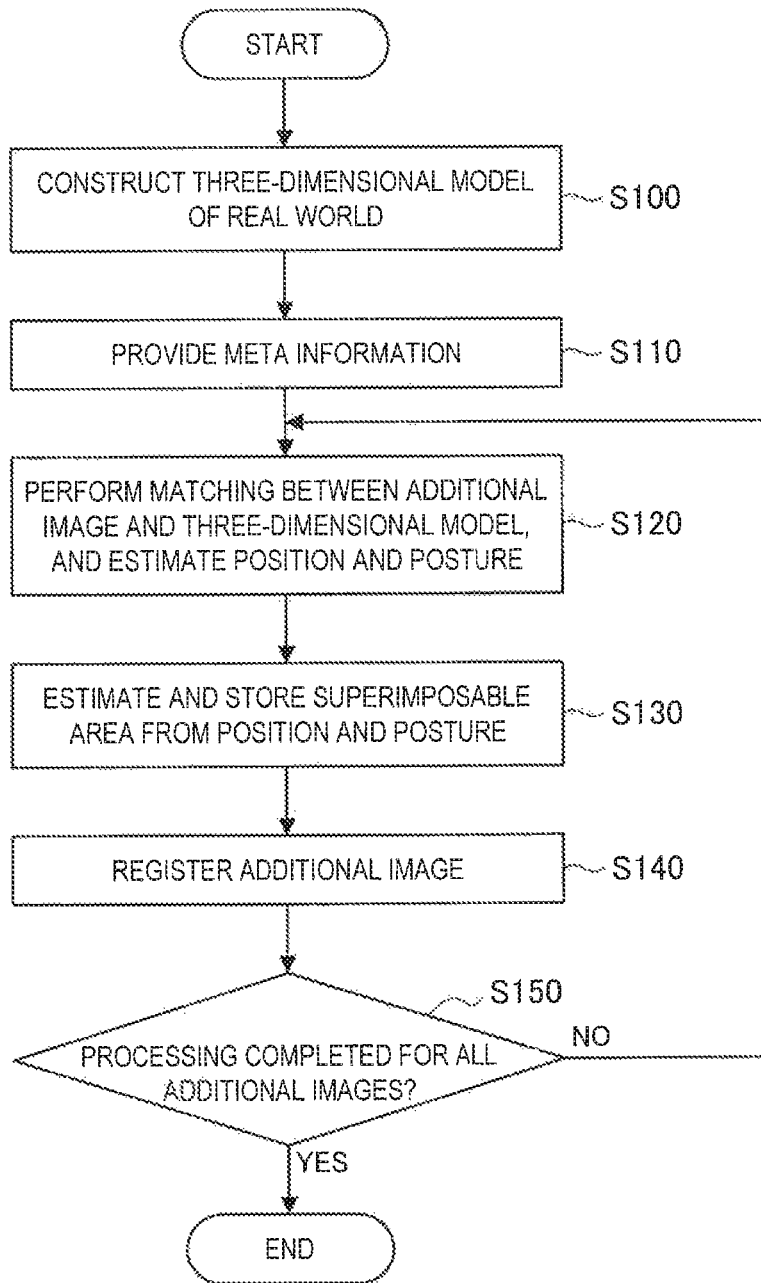 START
CONSTRUCT THREE-DIMENSIONAL MODEL
OF REAL WORLD
S100
PROVIDE META INFORMATION
S110
PERFORM MATCHING BETWEEN ADDITIONAL
IMAGE AND THREE-DIMENSIONAL MODEL,
AND ESTIMATE POSITION AND POSTURE
S120
ESTIMATE AND STORE SUPERIMPOSABLE
AREA FROM POSITION AND POSTURE
S130
REGISTER ADDITIONAL IMAGE
S140
S150
PROCESSING COMPLETED FOR ALL
ADDITIONAL IMAGES?
NO
YES
END